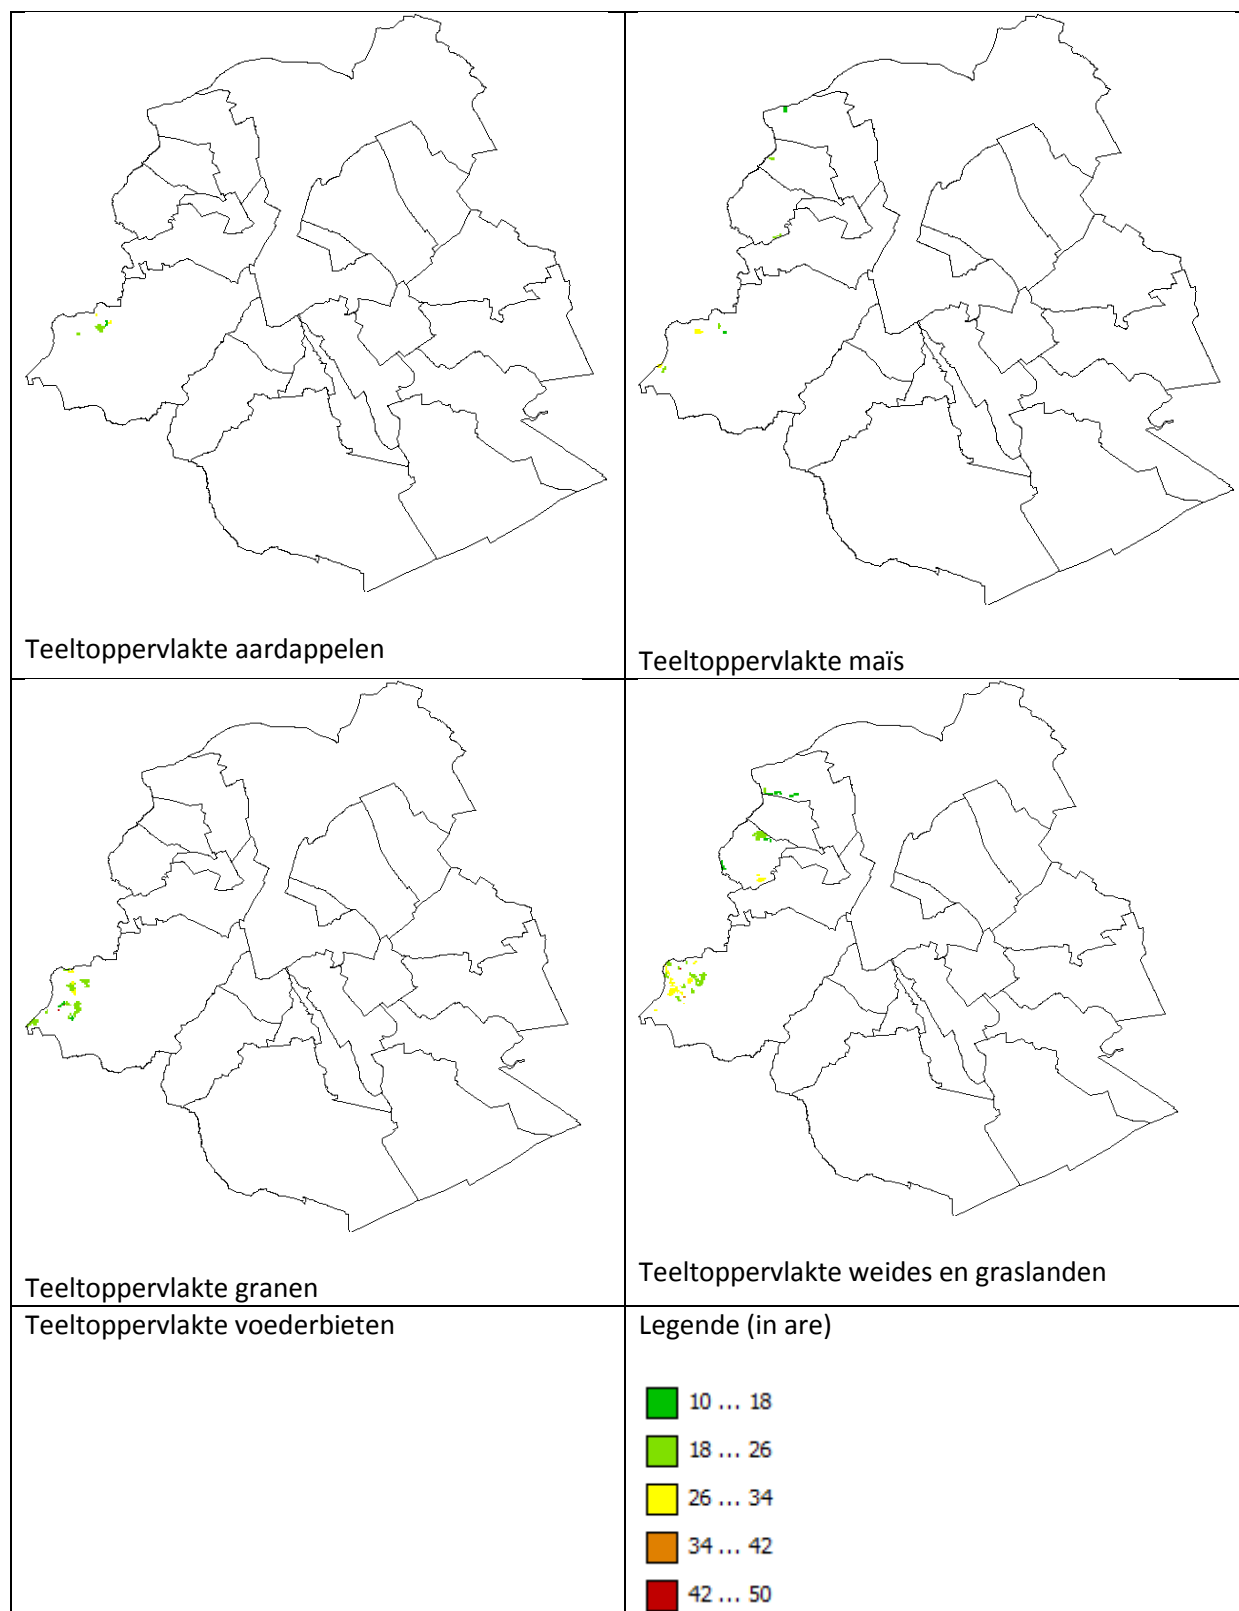 Teeltoppervlakte aardappelen
Teeltoppervlakte maïs
Teeltoppervlakte granen
Teeltoppervlakte weides en graslanden
Teeltoppervlakte voederbieten
Legende (in are)
10 ... 18
18 ... 26
26 ... 34
34 ... 42
42 ... 50